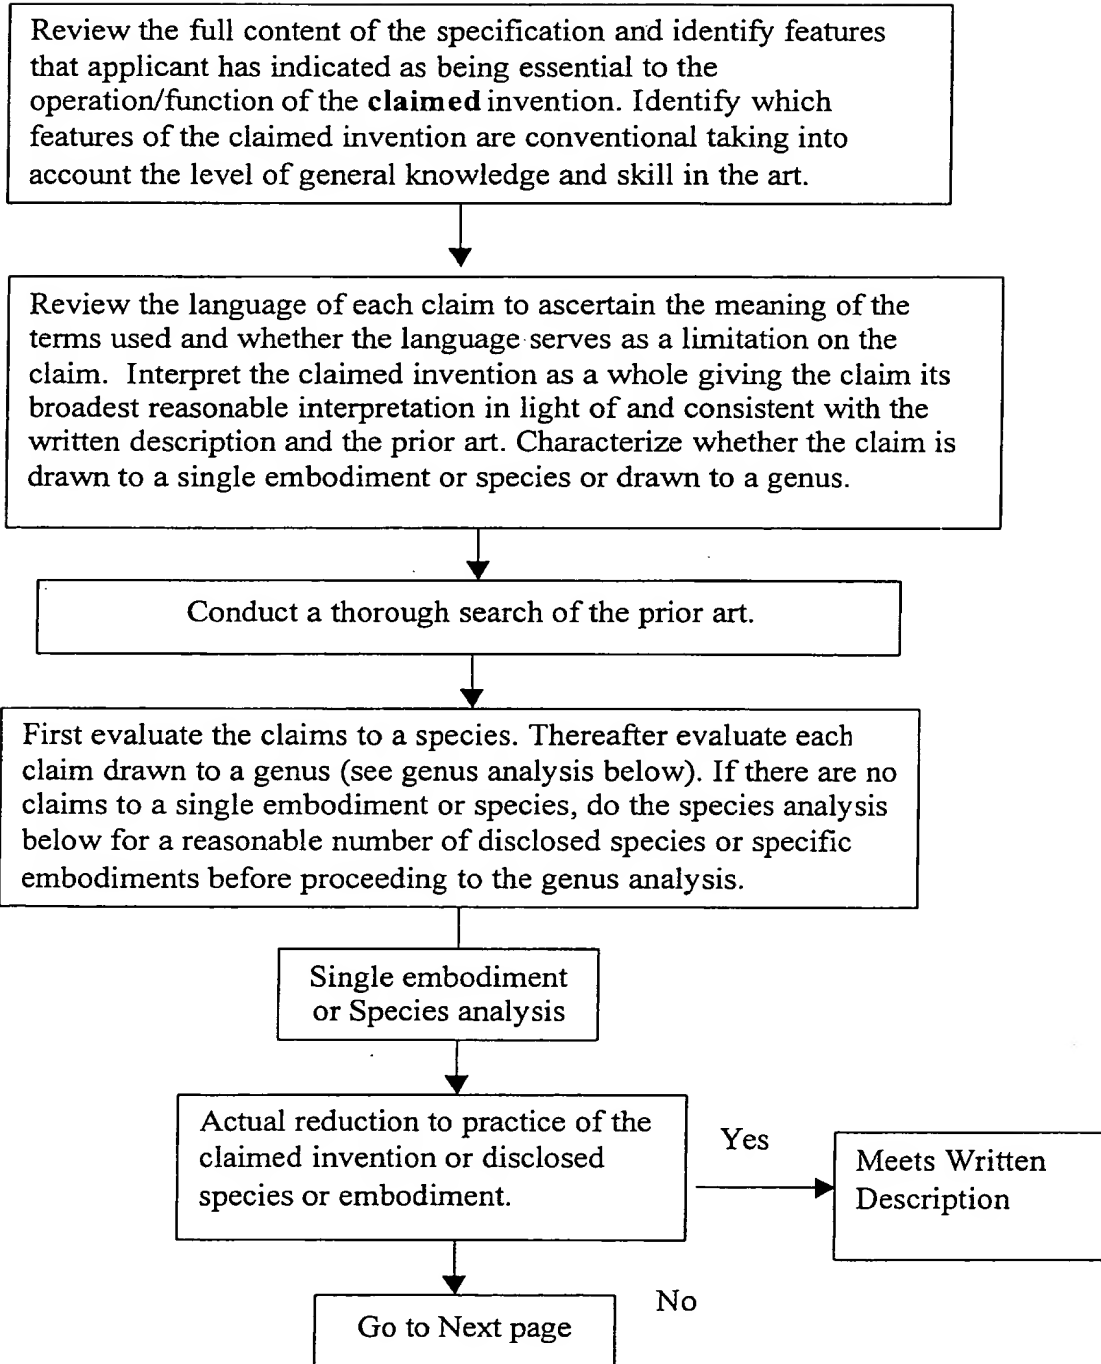 Review the full content of the specification and identify features
that applicant has indicated as being essential to the
operation/function of the claimed invention. Identify which
features of the claimed invention are conventional taking into
account the level of general knowledge and skill in the art.
Review the language of each claim to ascertain the meaning of the
terms used and whether the language serves as a limitation on the
claim. Interpret the claimed invention as a whole giving the claim its
broadest reasonable interpretation in light of and consistent with the
written description and the prior art. Characterize whether the claim is
drawn to a single embodiment or species or drawn to a genus.
Conduct a thorough search of the prior art.
First evaluate the claims to a species. Thereafter evaluate each
claim drawn to a genus (see genus analysis below). If there are no
claims to a single embodiment or species, do the species analysis
below for a reasonable number of disclosed species or specific
embodiments before proceeding to the genus analysis.
Single embodiment
or Species analysis
Actual reduction to practice of the
claimed invention or disclosed
species or embodiment.
Yes
Meets Written
Description
No
Go to Next page